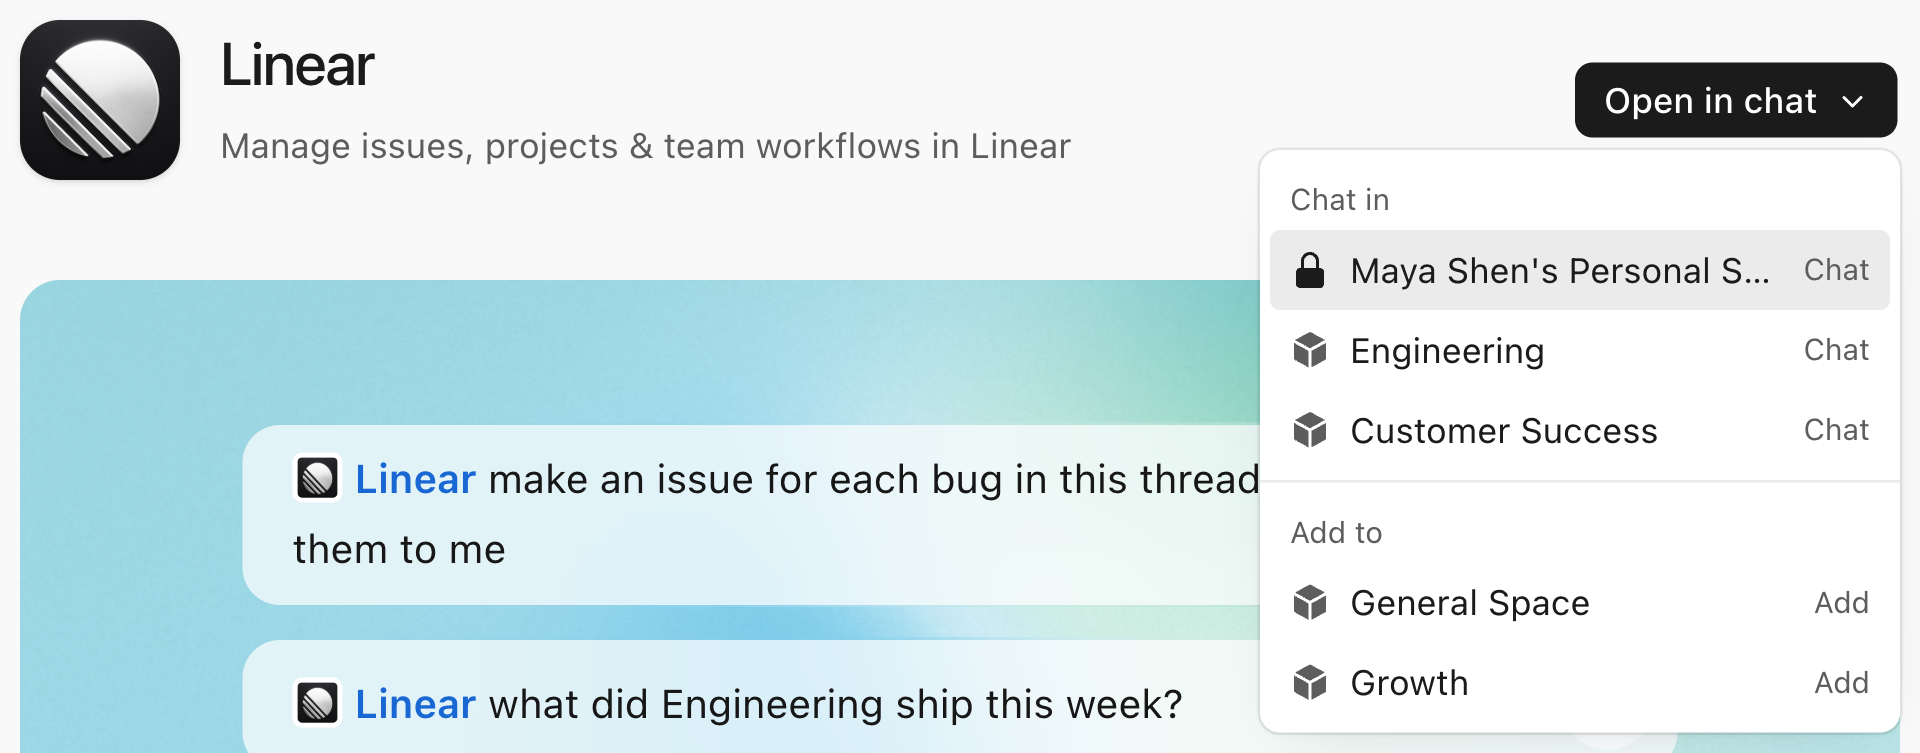 Linear
Manage issues, projects & team workflows in Linear
Open in chat
Chat in
Maya Shen's Personal S... Chat
Engineering Chat
Customer Success Chat
Add to
General Space Add
Growth Add
Linear make an issue for each bug in this thread
them to me
Linear what did Engineering ship this week?